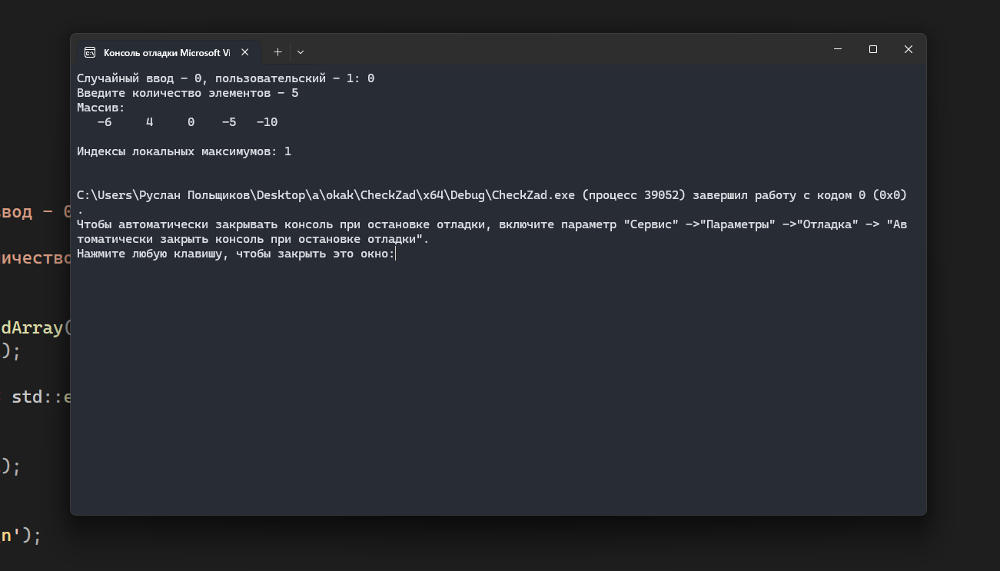 Консоль отладки Microsoft Vi
Случайный ввод - 0, пользовательский - 1: 0
Введите количество элементов - 5
Массив:
-6 4 0 -5 -10
Индексы локальных максимумов: 1
C:\Users\Руслан Польщиков\Desktop\a\okak\CheckZad\x64\Debug\CheckZad.exe (процесс 39052) завершил работу с кодом 0 (0x0)
.
Чтобы автоматически закрывать консоль при остановке отладки, включите параметр "Сервис" ->"Параметры" ->"Отладка" -> "Ав
томатически закрыть консоль при остановке отладки".
Нажмите любую клавишу, чтобы закрыть это окно:
ввод - 0
ичество
dArray(
);
std::e
);
n');